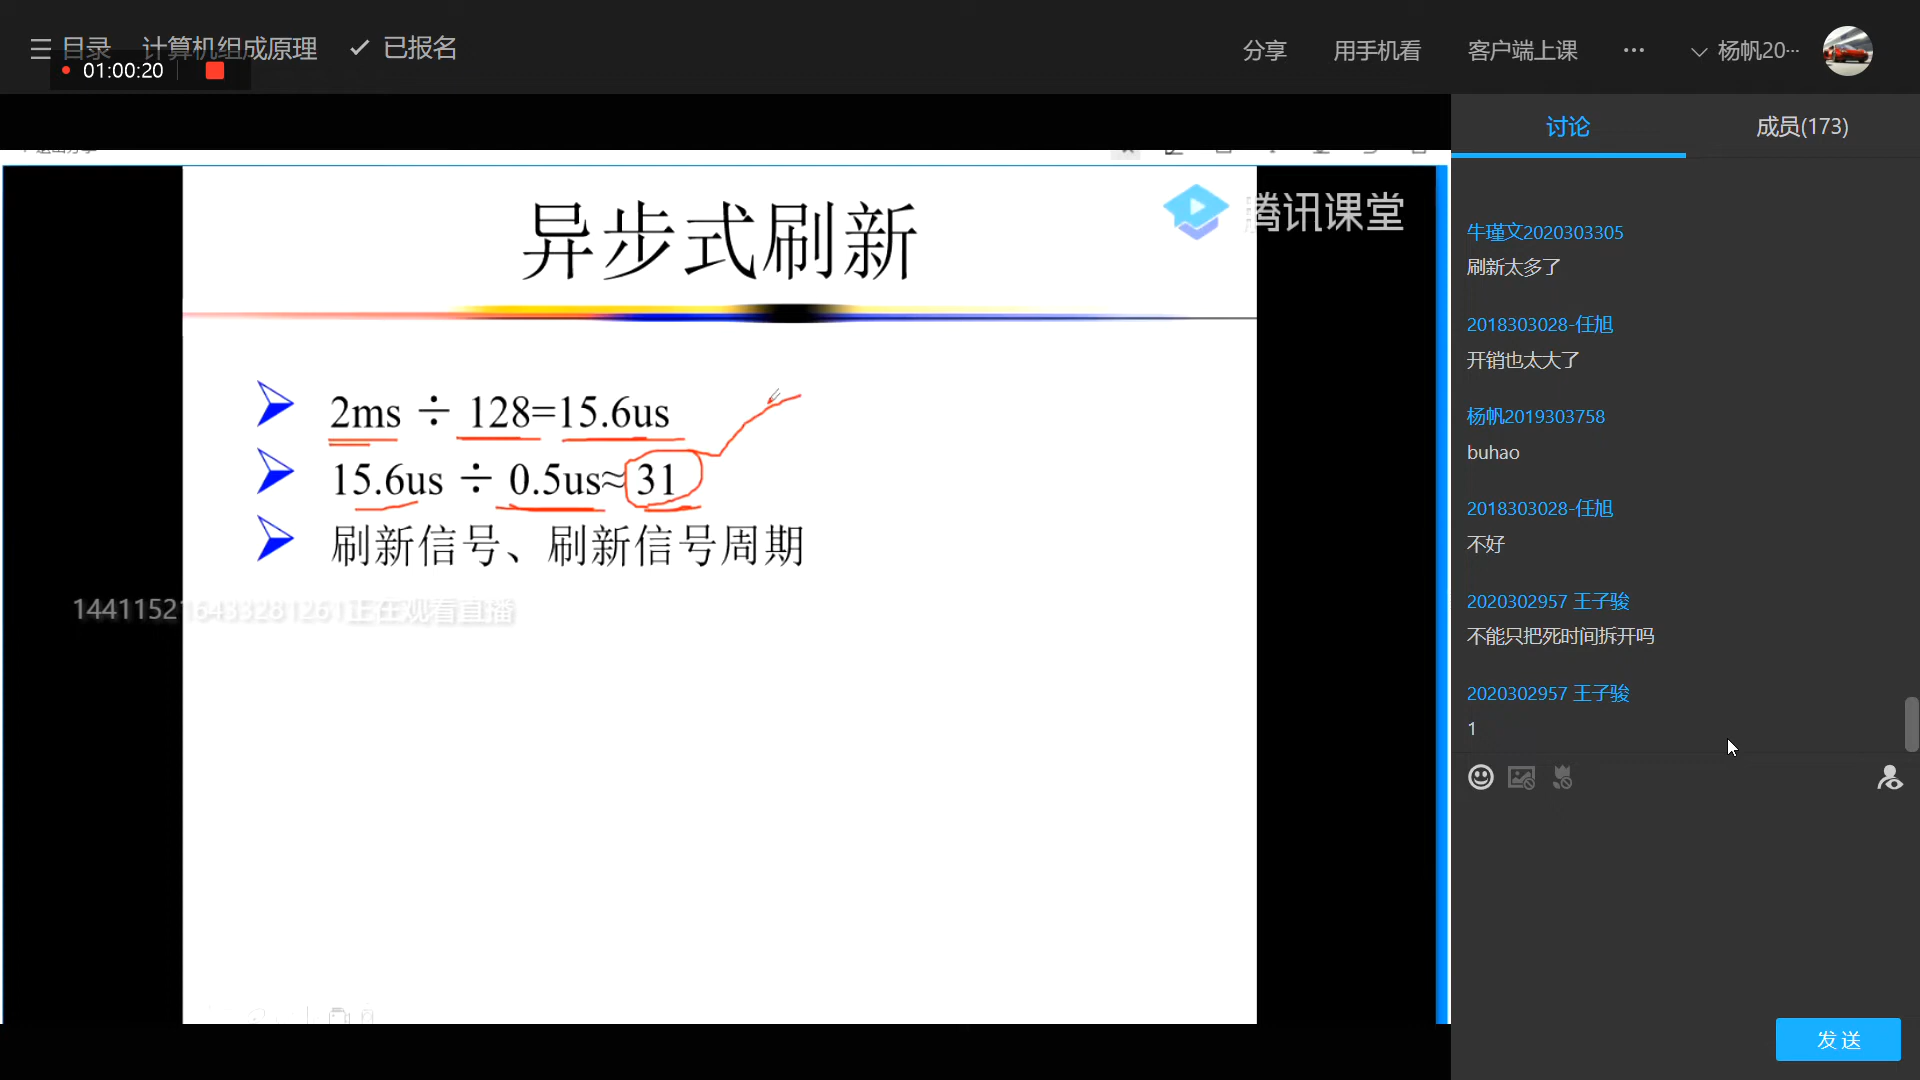 目录
计算机组成原理
已报名
01:00:20
分享
用手机看
客户端上课
杨帆20···
讨论
成员(173)
腾讯课堂
异步式刷新
2ms ÷ 128=15.6us
15.6us ÷ 0.5us≈31
刷新信号、刷新信号周期
正在观看直播
牛瑾文2020303305
刷新太多了
2018303028-任旭
开销也太大了
杨帆2019303758
buhao
2018303028-任旭
不好
2020302957 王子骏
不能只把死时间拆开吗
2020302957 王子骏
1
发送